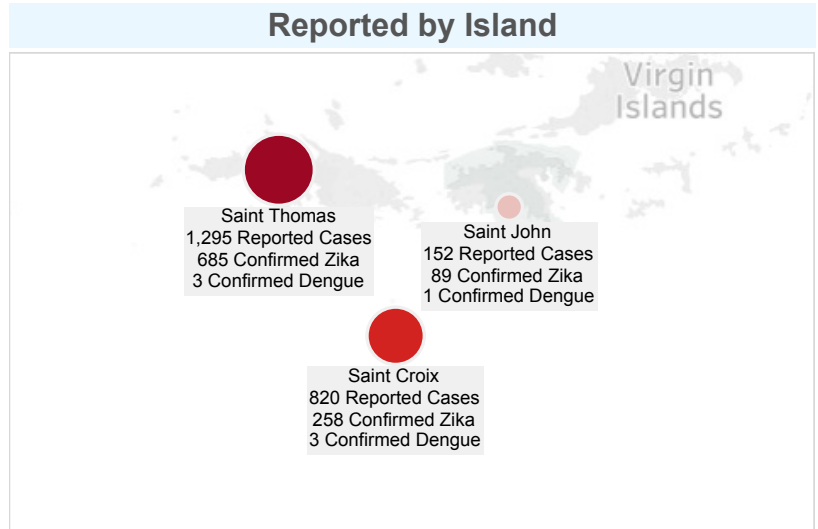 Reported by Island
Virgin
Islands
Saint Thomas
1,295 Reported Cases
685 Confirmed Zika
3 Confirmed Dengue
Saint John
152 Reported Cases
89 Confirmed Zika
1 Confirmed Dengue
Saint Croix
820 Reported Cases
258 Confirmed Zika
3 Confirmed Dengue